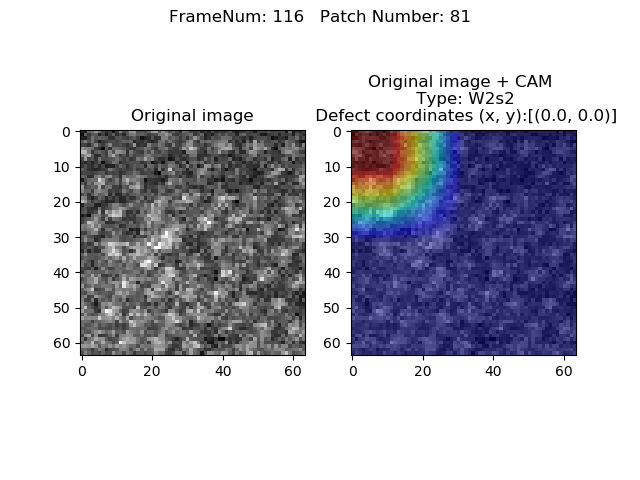 FrameNum: 116   Patch Number: 81
Original image
0
10
20
30
40
50
60
0 20 40 60
Original image + CAM
Type: W2s2
Defect coordinates (x, y):[(0.0, 0.0)]
0
10
20
30
40
50
60
0 20 40 60